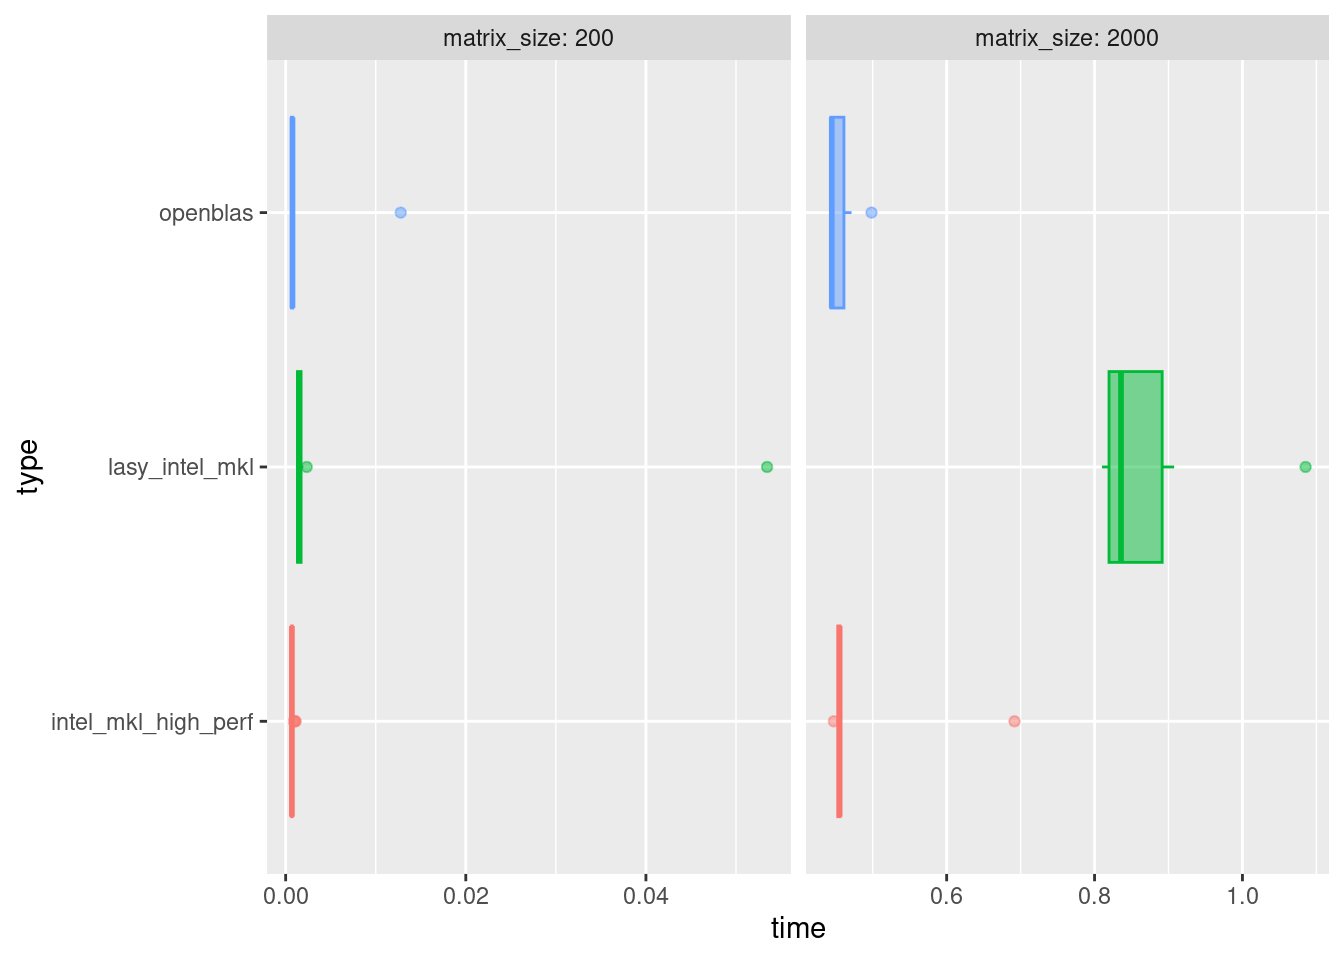 matrix_size: 200
matrix_size: 2000
openblas
lasy_intel_mkl
intel_mkl_high_perf
type
0.00 0.02 0.04
0.6 0.8 1.0
time